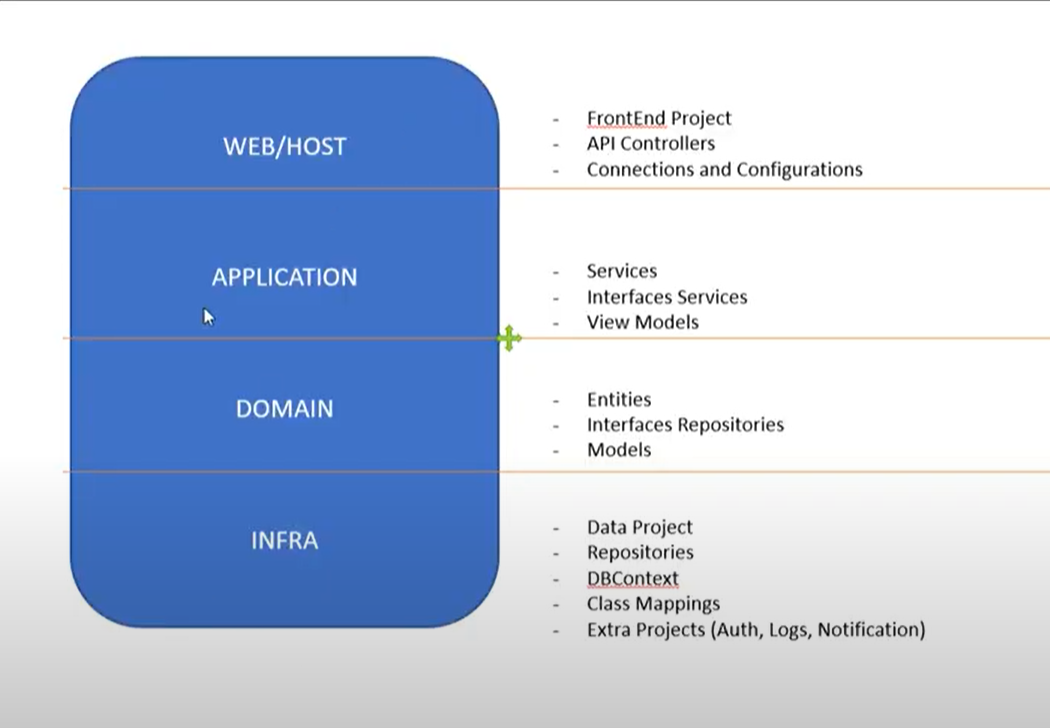 WEB/HOST
- FrontEnd Project
- API Controllers
- Connections and Configurations
APPLICATION
- Services
- Interfaces Services
- View Models
DOMAIN
- Entities
- Interfaces Repositories
- Models
INFRA
- Data Project
- Repositories
- DBContext
- Class Mappings
- Extra Projects (Auth, Logs, Notification)